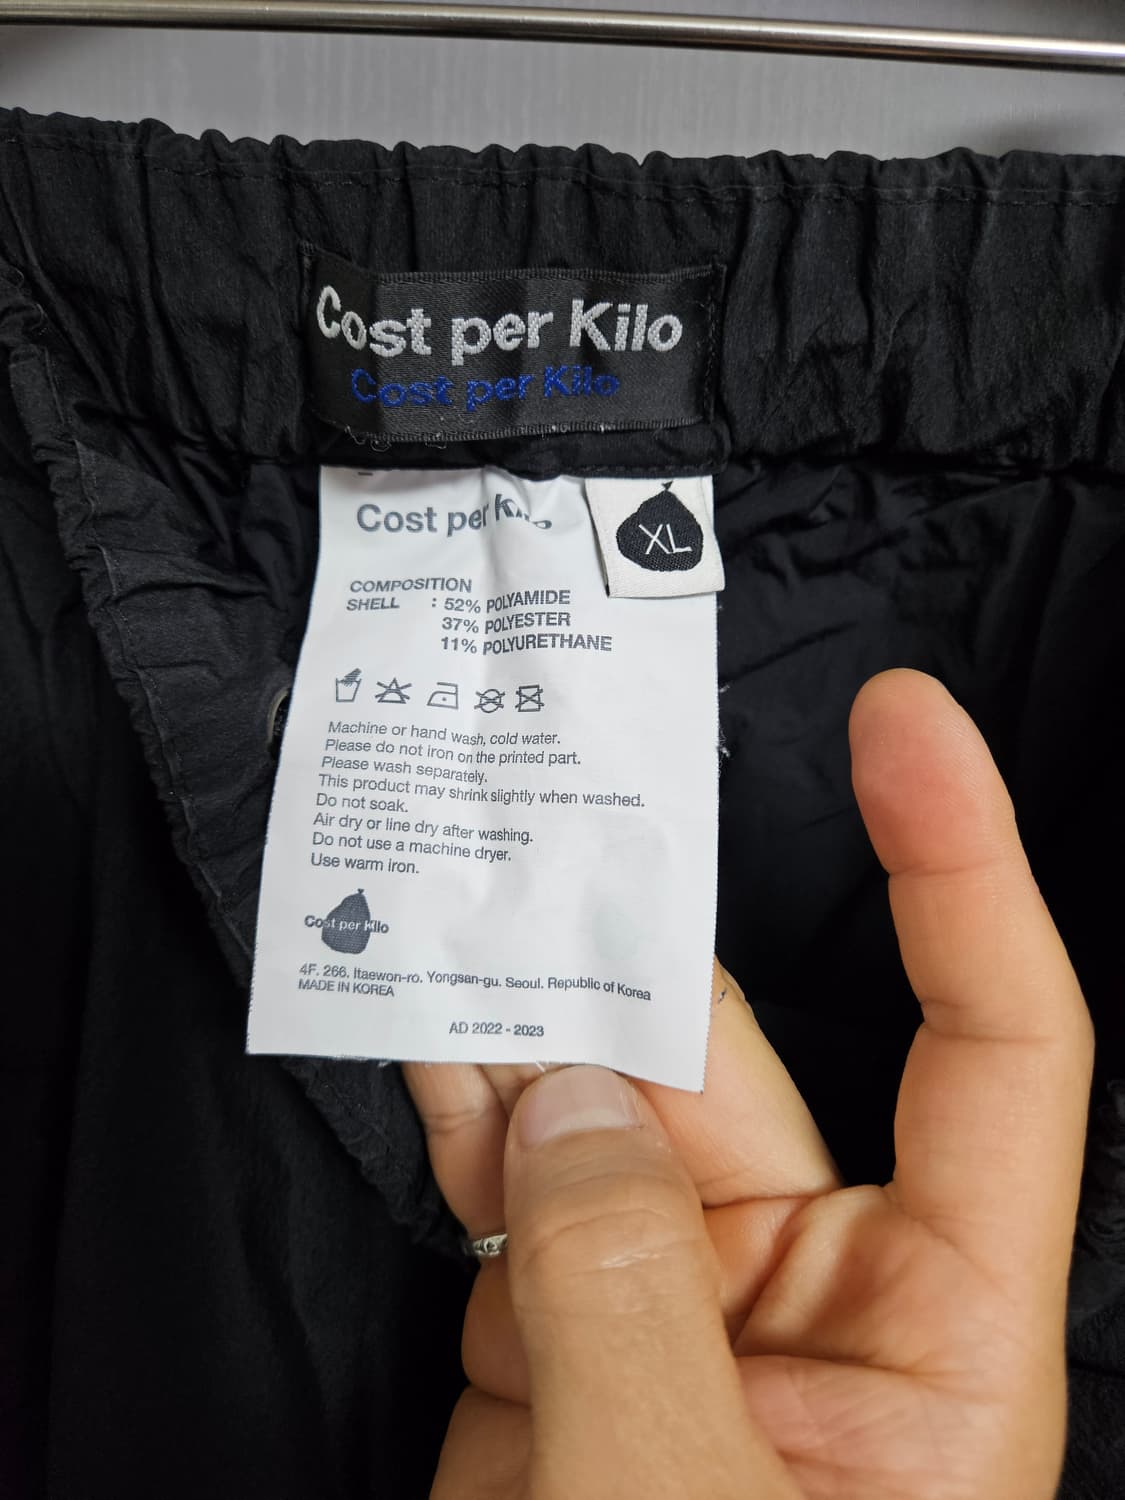 Cost per Kilo
Cost per Kilo
Cost per Kilo
XL
COMPOSITION
SHELL : 52% POLYAMIDE
37% POLYESTER
11% POLYURETHANE
Machine or hand wash, cold water.
Please do not iron on the printed part.
Please wash separately.
This product may shrink slightly when washed.
Do not soak.
Air dry or line dry after washing.
Do not use a machine dryer.
Use warm iron.
Cost per Kilo
4F. 266. Itaewon-ro. Yongsan-gu. Seoul. Republic of Korea
MADE IN KOREA
AD 2022 - 2023